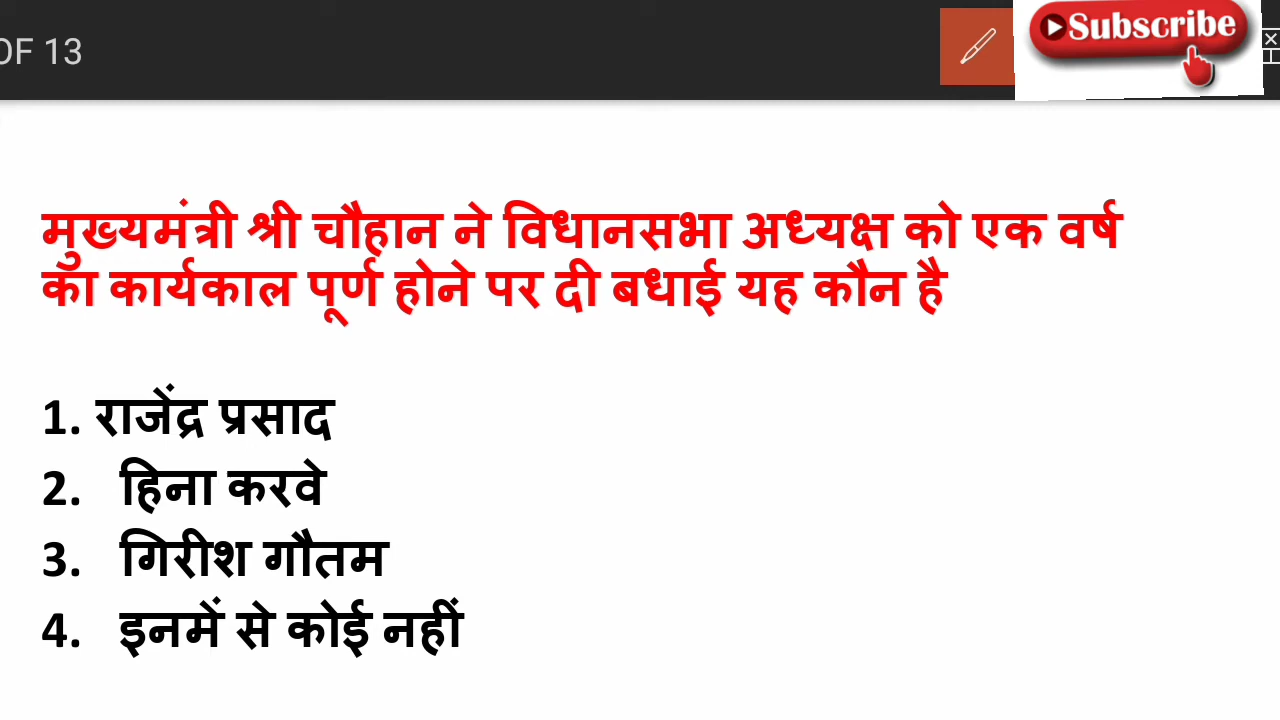 OF 13
Subscribe
मुख्यमंत्री श्री चौहान ने विधानसभा अध्यक्ष को एक वर्ष
का कार्यकाल पूर्ण होने पर दी बधाई यह कौन है
1. राजेंद्र प्रसाद
2. हिना करवे
3. गिरीश गौतम
4. इनमें से कोई नहीं